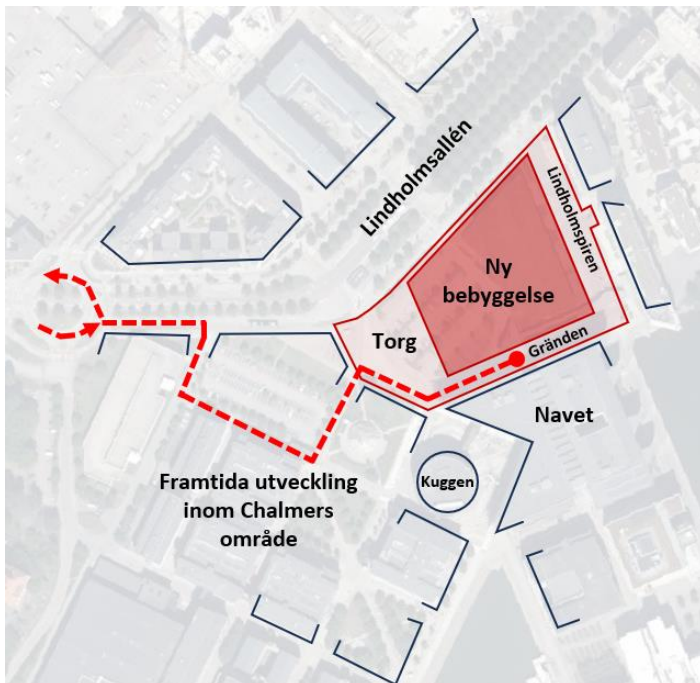 Lindholmsallén
Lindholmspiren
Ny
bebyggelse
Torg
Gränden
Navet
Kuggen
Framtida utveckling
inom Chalmers
område